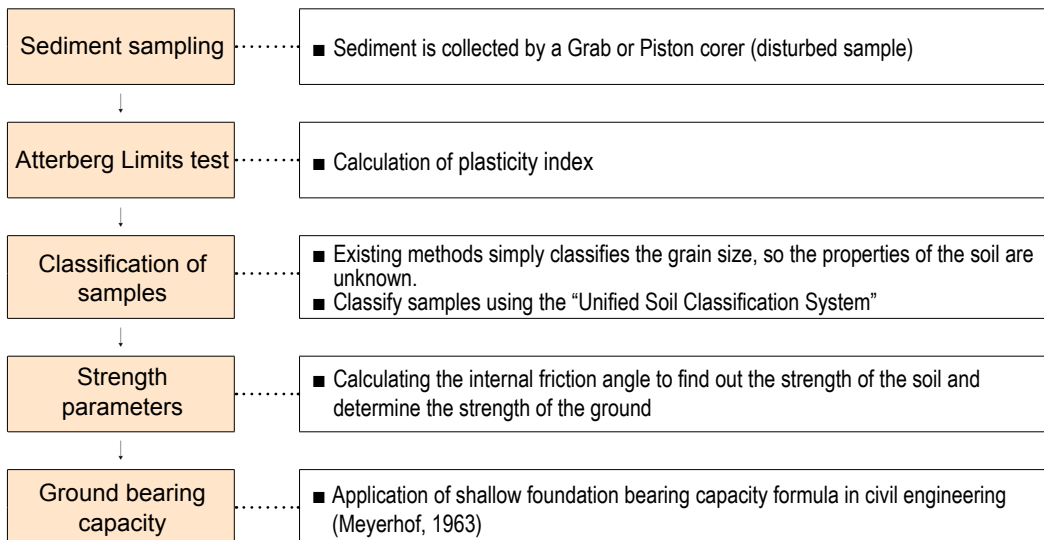 Sediment sampling
■ Sediment is collected by a Grab or Piston corer (disturbed sample)
Atterberg Limits test
■ Calculation of plasticity index
Classification of
samples
■ Existing methods simply classifies the grain size, so the properties of the soil are
unknown.
■ Classify samples using the “Unified Soil Classification System”
Strength
parameters
■ Calculating the internal friction angle to find out the strength of the soil and
determine the strength of the ground
Ground bearing
capacity
■ Application of shallow foundation bearing capacity formula in civil engineering
(Meyerhof, 1963)